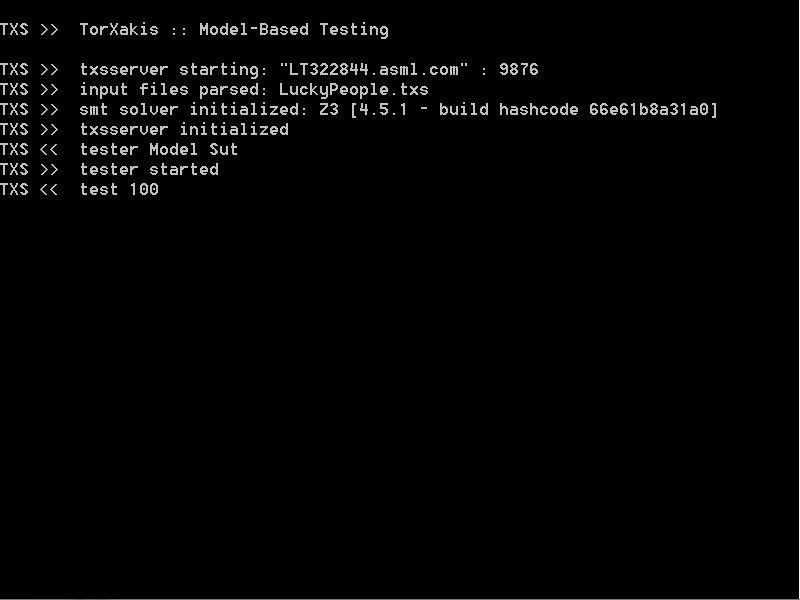 TXS >>  TorXakis :: Model-Based Testing
TXS >>  txsserver starting: "LT322844.asml.com" : 9876
TXS >>  input files parsed: LuckyPeople.txs
TXS >>  smt solver initialized: Z3 [4.5.1 - build hashcode 66e61b8a31a0]
TXS >>  txsserver initialized
TXS <<  tester Model Sut
TXS >>  tester started
TXS <<  test 100